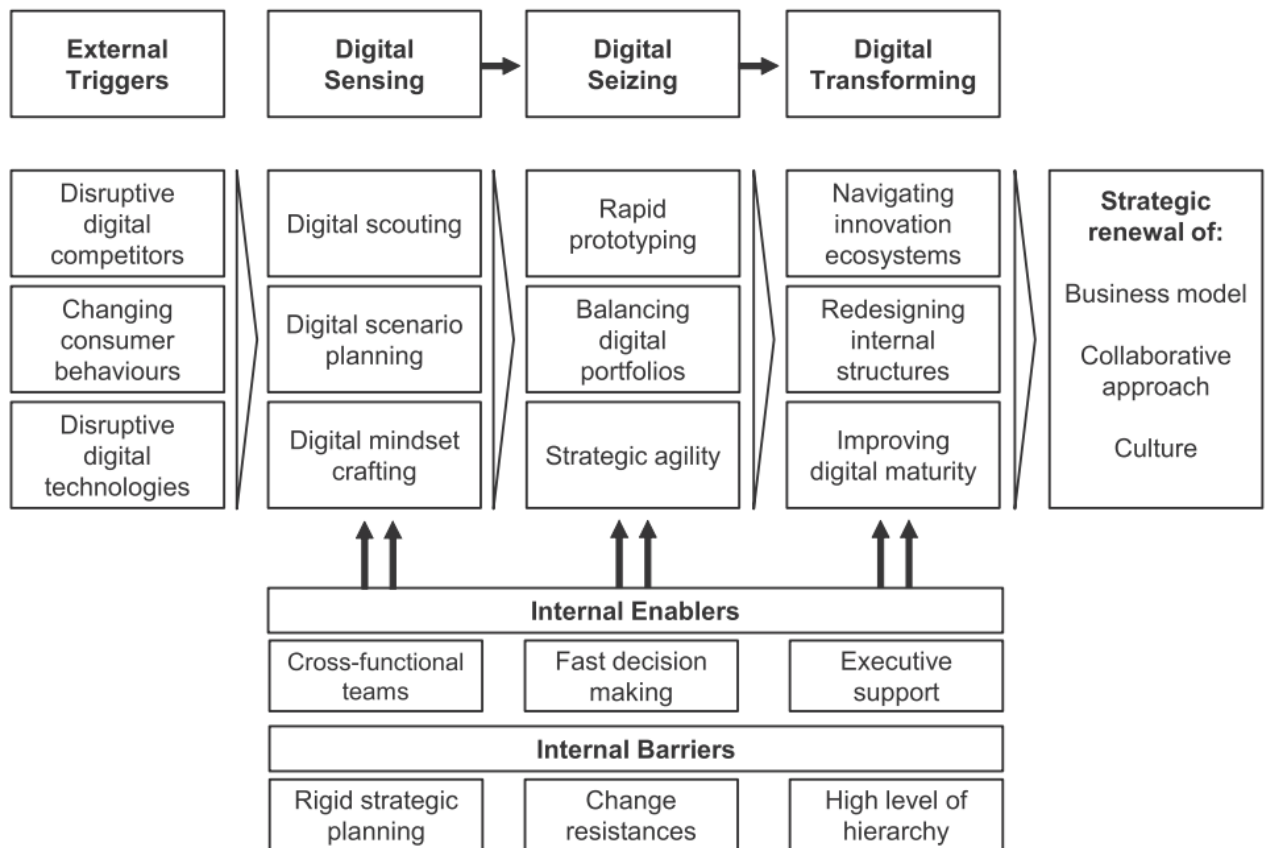 External
Triggers
Digital
Sensing
Digital
Seizing
Digital
Transforming
Disruptive
digital
competitors
Changing
consumer
behaviours
Disruptive
digital
technologies
Digital scouting
Digital scenario
planning
Digital mindset
crafting
Rapid
prototyping
Balancing
digital
portfolios
Strategic agility
Navigating
innovation
ecosystems
Redesigning
internal
structures
Improving
digital maturity
Strategic
renewal of:
Business model
Collaborative
approach
Culture
Internal Enablers
Cross-functional
teams
Fast decision
making
Executive
support
Internal Barriers
Rigid strategic
planning
Change
resistances
High level of
hierarchy